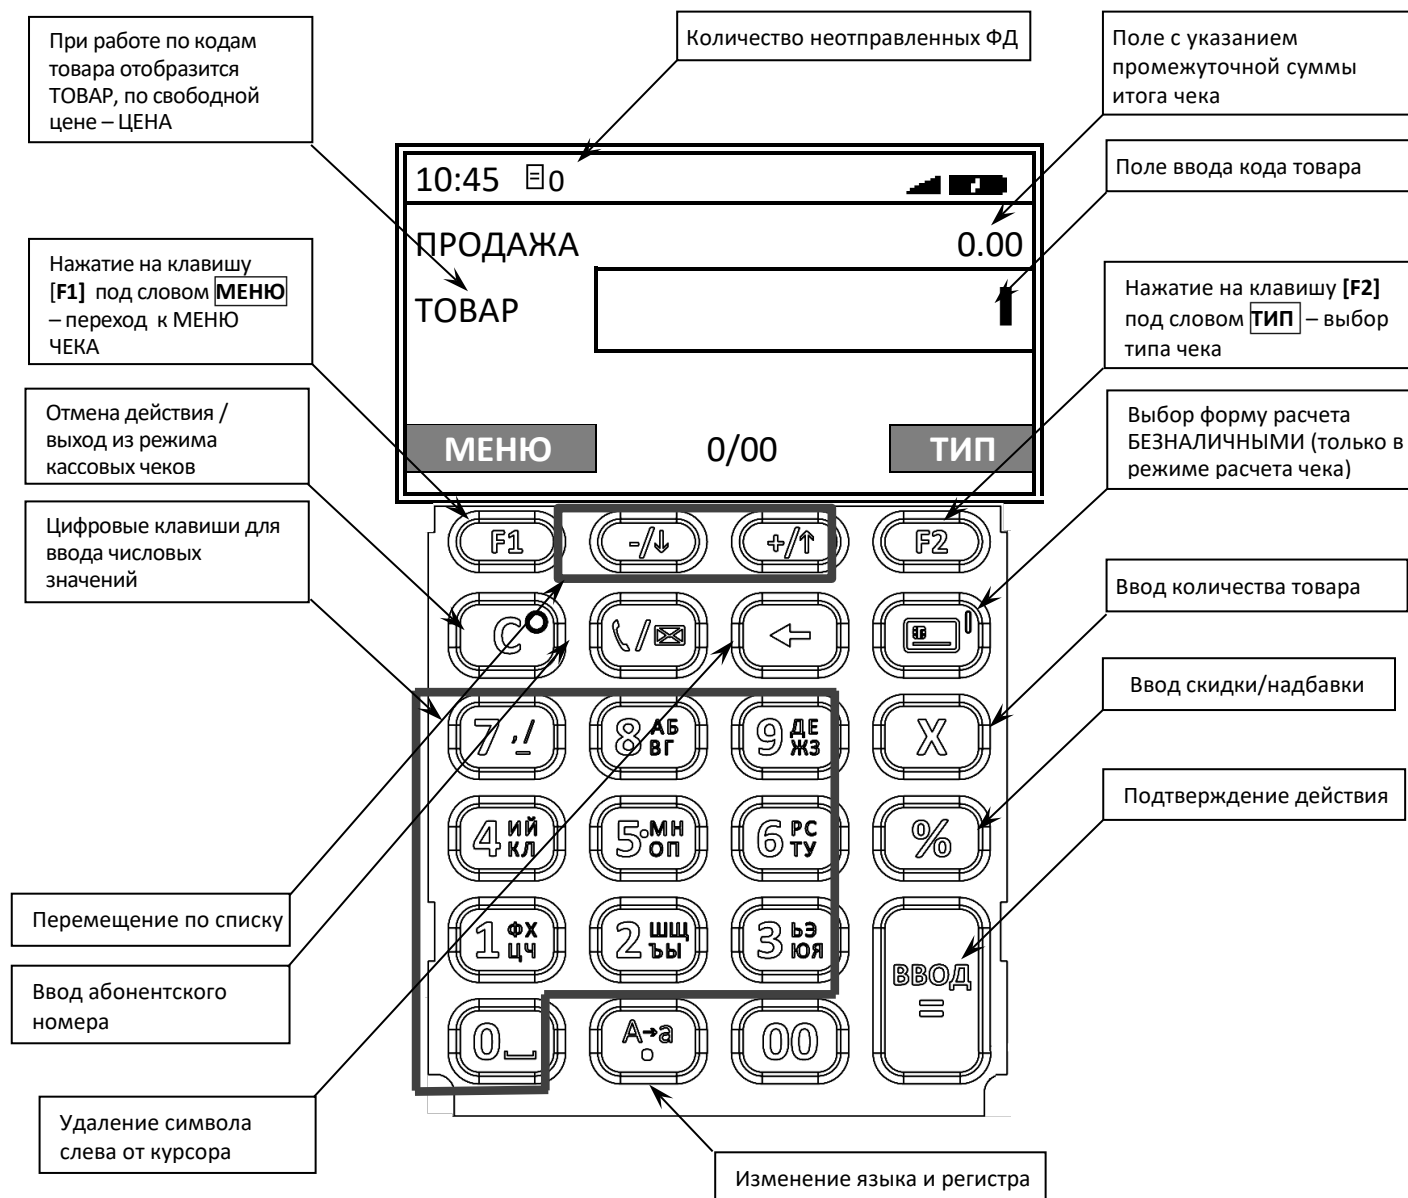 При работе по кодам
товара отобразится
ТОВАР, по свободной
цене – ЦЕНА
Количество неотправленных ФД
Поле с указанием
промежуточной суммы
итога чека
Поле ввода кода товара
10:45 0
ПРОДАЖА 0.00
ТОВАР
МЕНЮ 0/00 ТИП
Нажатие на клавишу
[F1] под словом МЕНЮ
– переход к МЕНЮ
ЧЕКА
Нажатие на клавишу [F2]
под словом ТИП – выбор
типа чека
Отмена действия /
выход из режима
кассовых чеков
Выбор форму расчета
БЕЗНАЛИЧНЫМИ (только в
режиме расчета чека)
Цифровые клавиши для
ввода числовых
значений
Ввод количества товара
Ввод скидки/надбавки
Подтверждение действия
F1 -/↓ +/↑ F2
C / ←
7 ,/_ 8 АБ 9 ДЕ X
ВГ ЖЗ
4 ИЙ 5 МН 6 РС %
КЛ ОП ТУ
1 ФХ 2 ШЩ 3 ЬЭ ВВОД
ЦЧ ЪЫ ЮЯ =
0 A→a 00
Перемещение по списку
Ввод абонентского
номера
Удаление символа
слева от курсора
Изменение языка и регистра